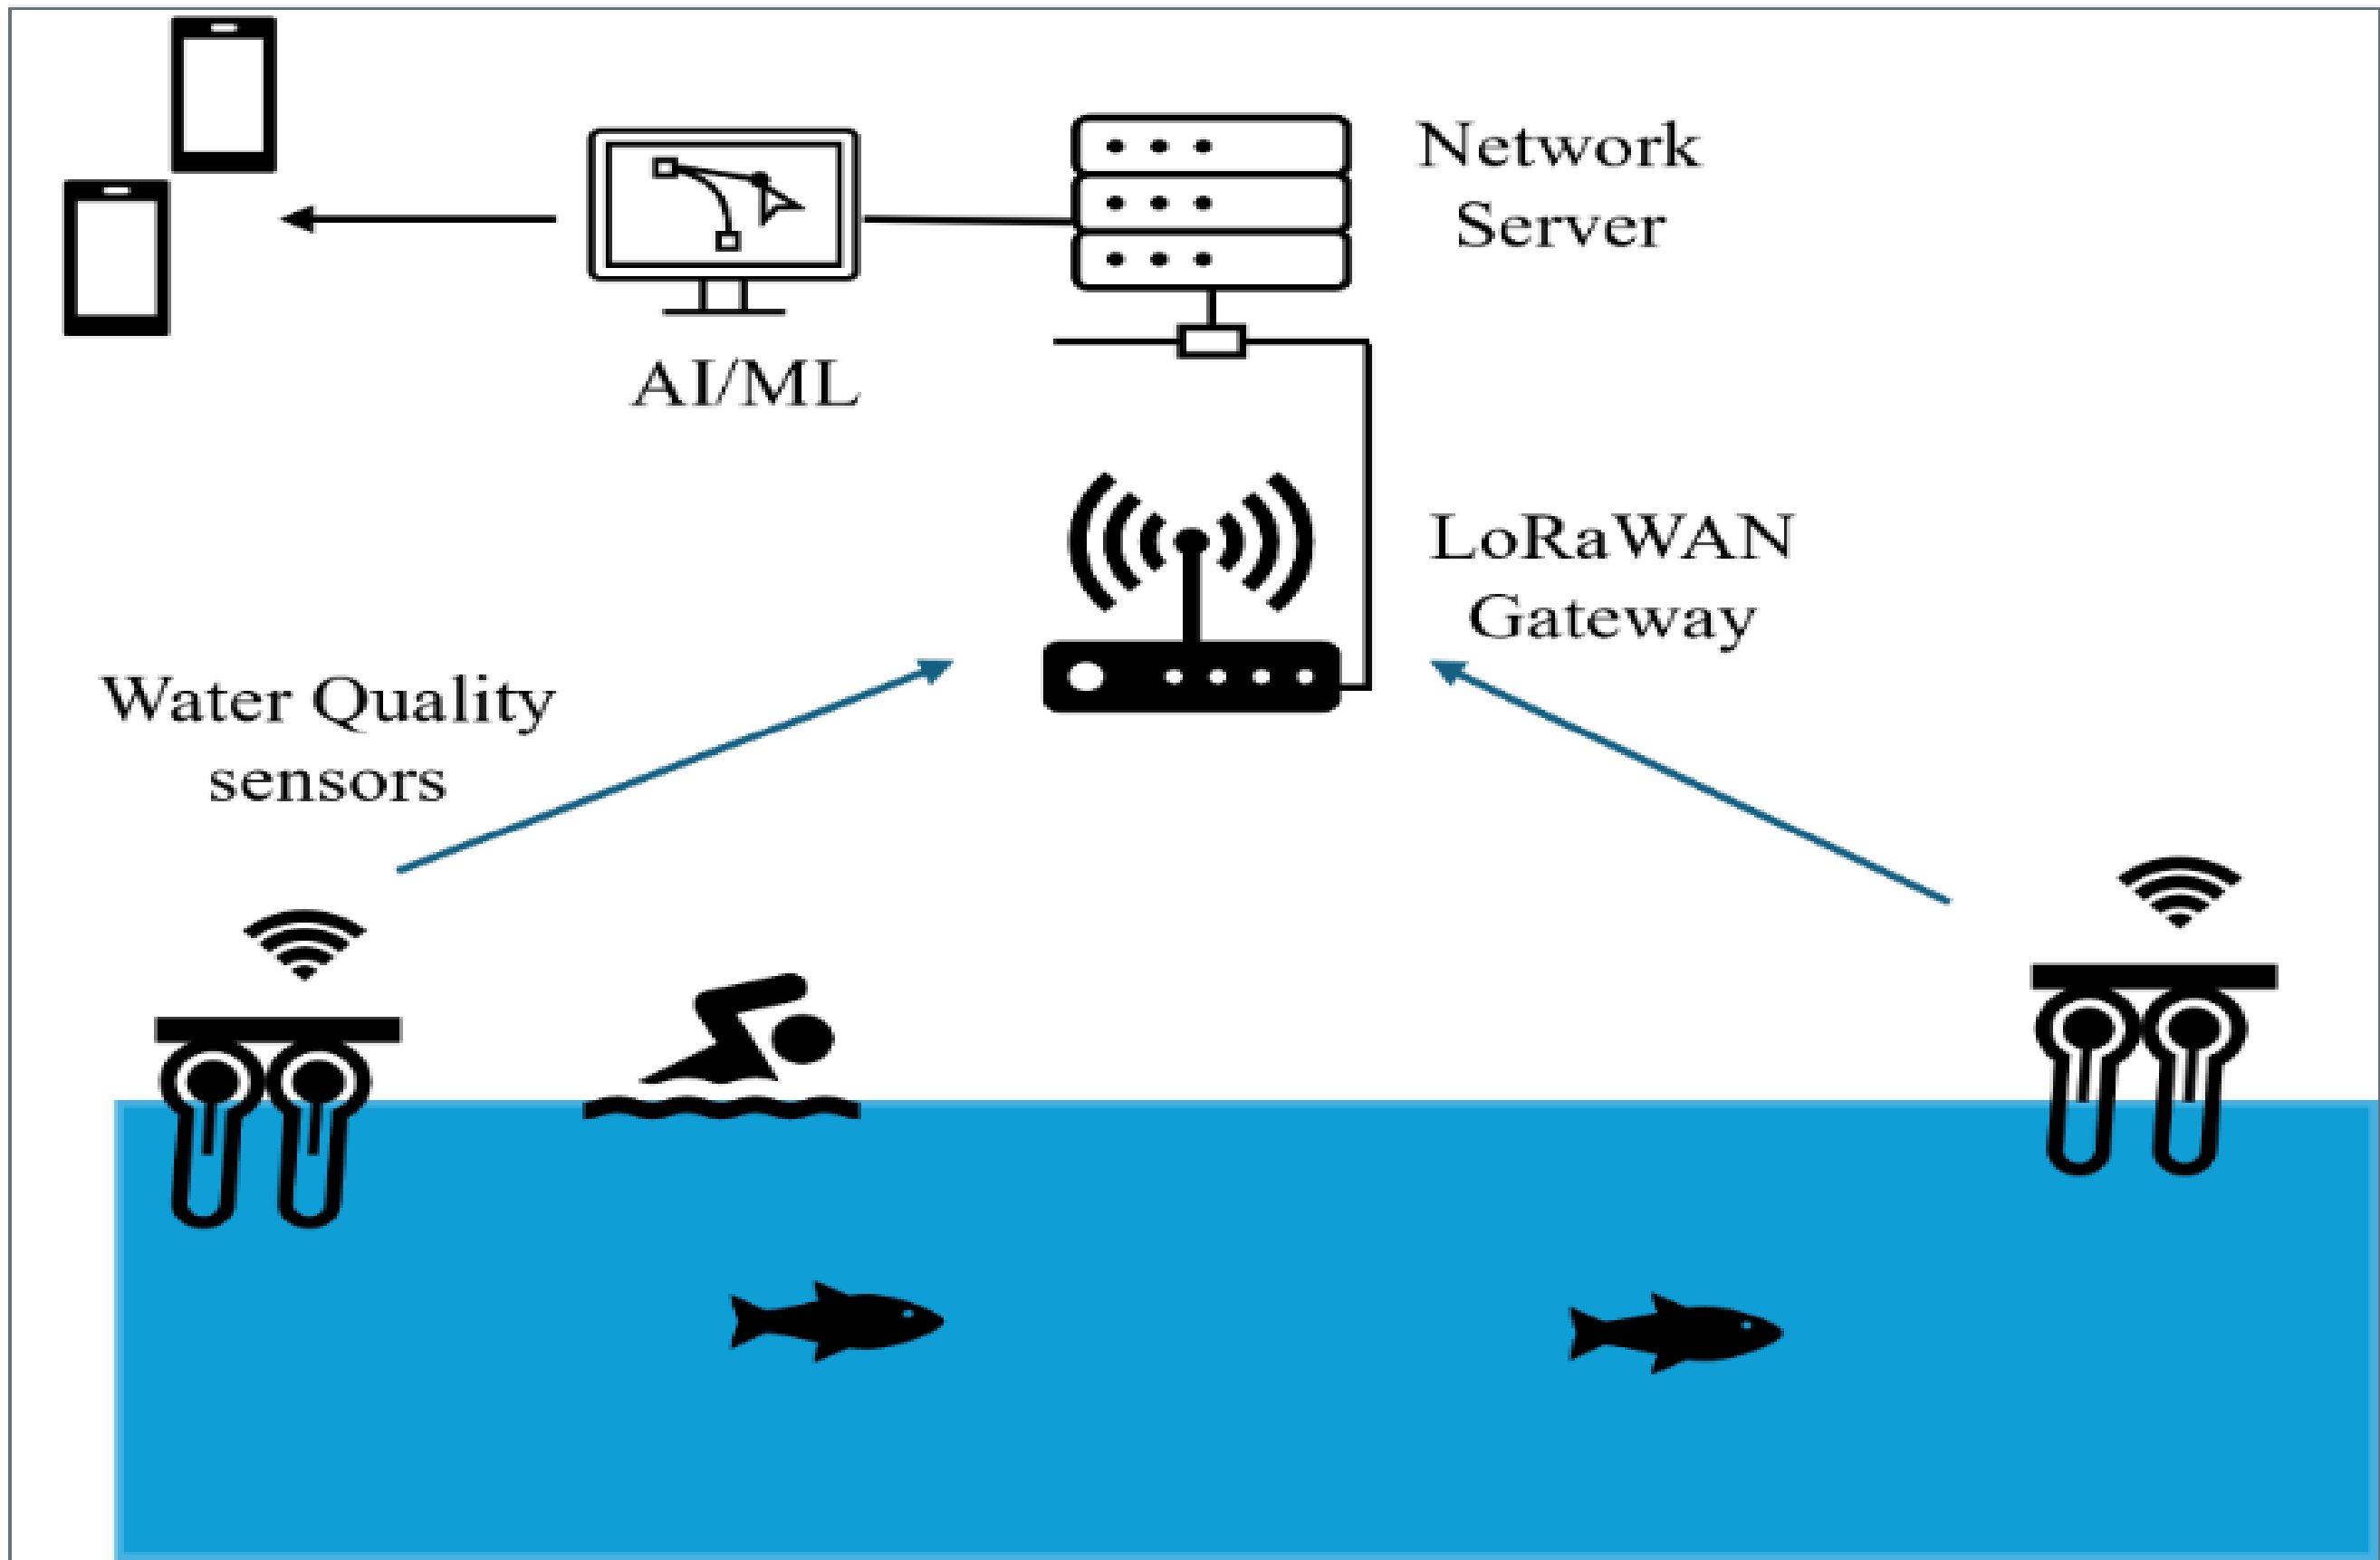 Network
Server
AI/ML
LoRaWAN
Gateway
Water Quality
sensors